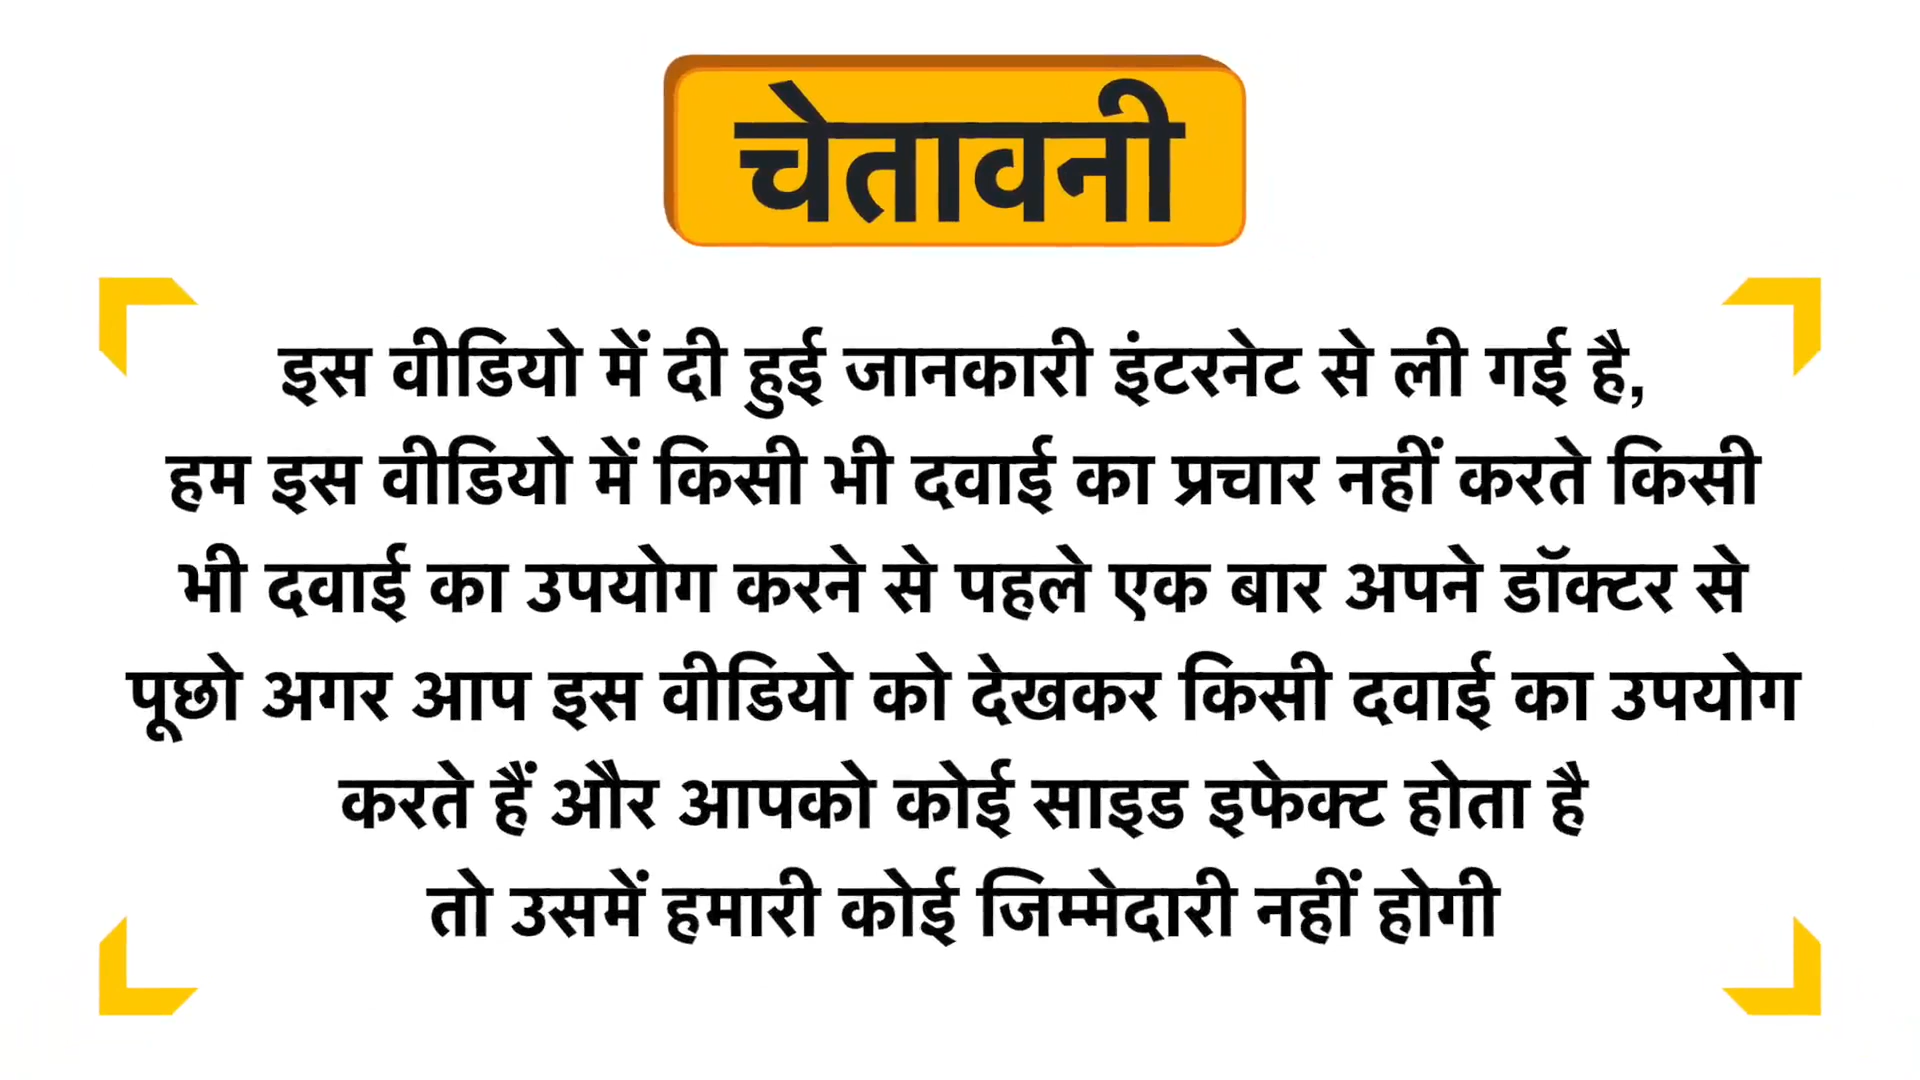 चेतावनी
इस वीडियो में दी हुई जानकारी इंटरनेट से ली गई है,
हम इस वीडियो में किसी भी दवाई का प्रचार नहीं करते किसी
भी दवाई का उपयोग करने से पहले एक बार अपने डॉक्टर से
पूछो अगर आप इस वीडियो को देखकर किसी दवाई का उपयोग
करते हैं और आपको कोई साइड इफेक्ट होता है
तो उसमें हमारी कोई जिम्मेदारी नहीं होगी